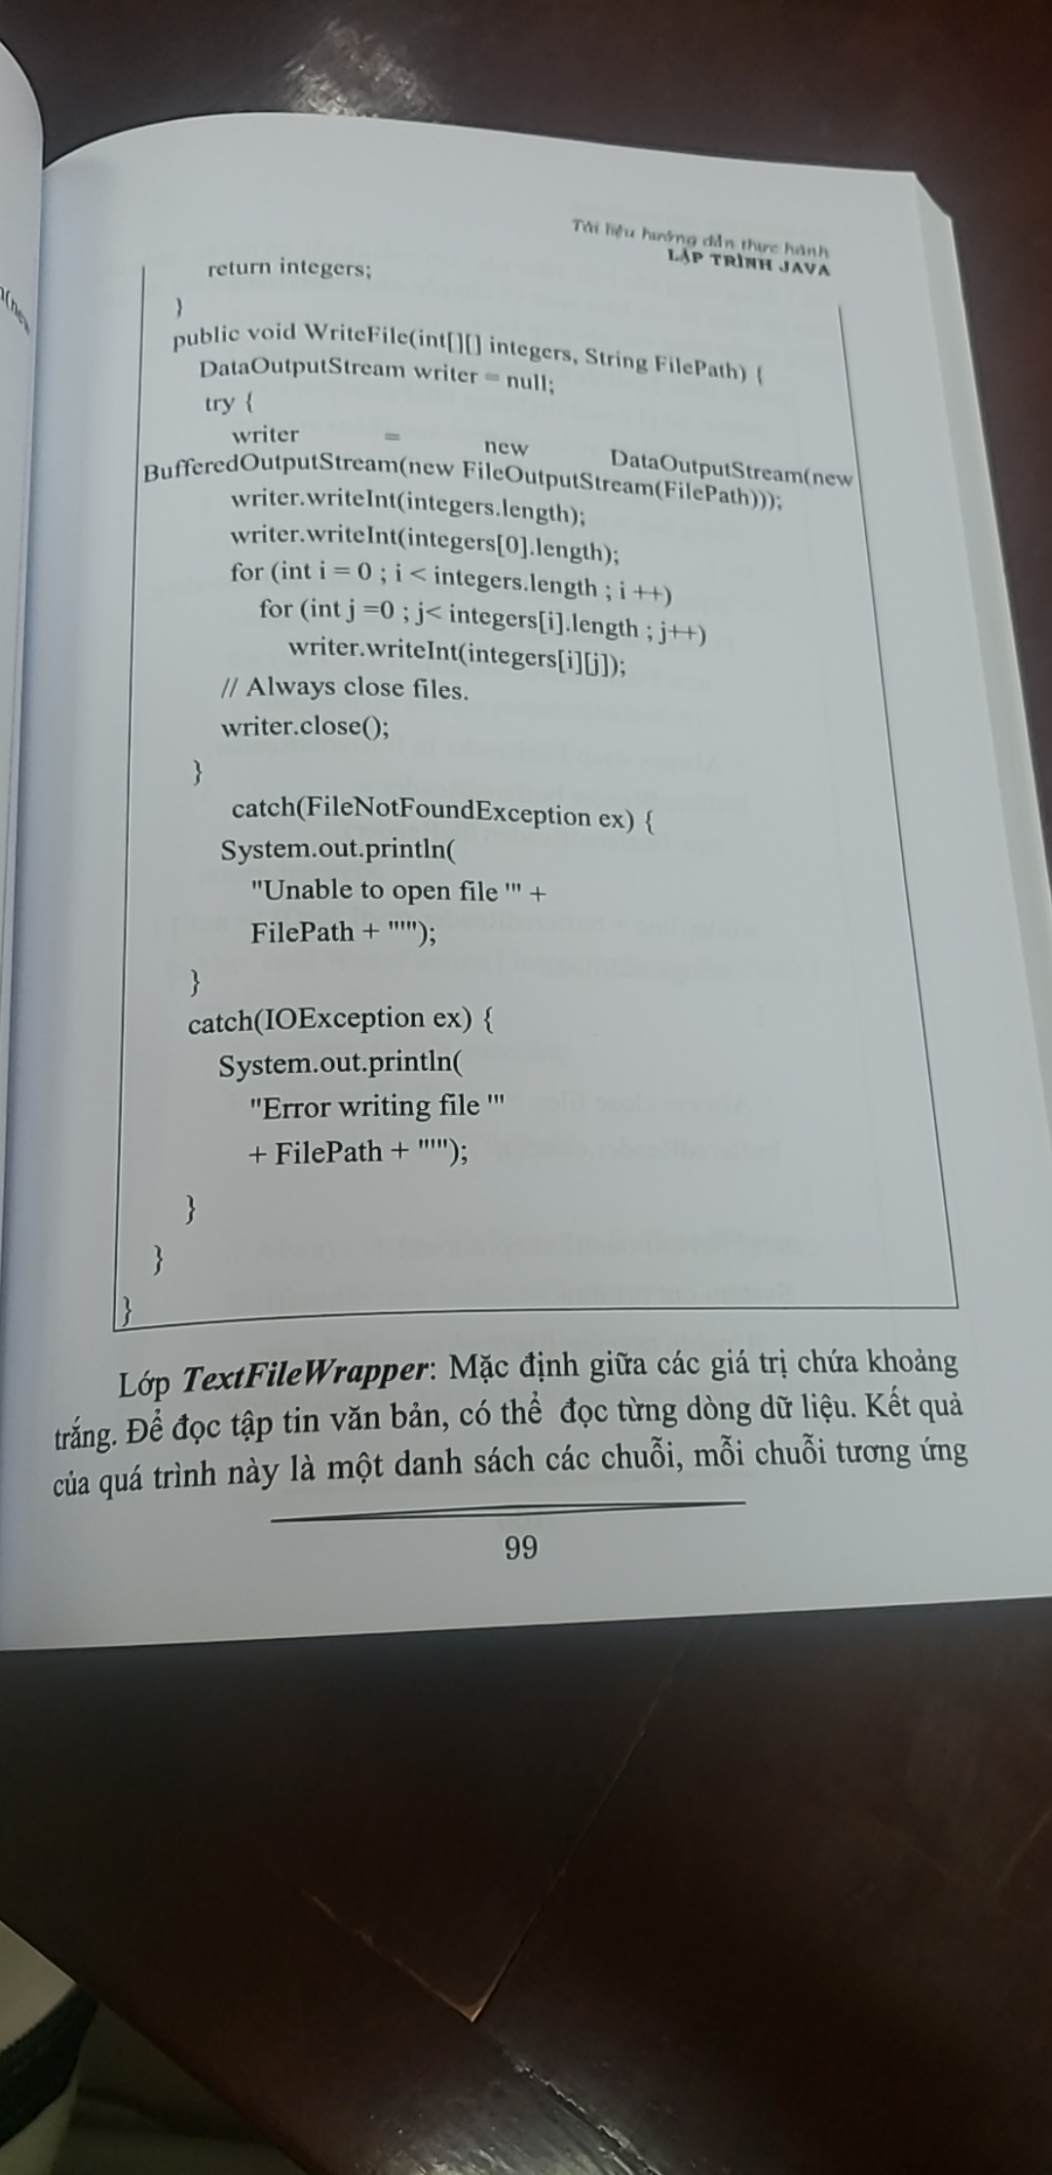 Tài liệu hướng dẫn thực hành
LẬP TRÌNH JAVA
return integers;
}
public void WriteFile(int[][] integers, String FilePath) {
DataOutputStream writer = null;
try {
writer = new DataOutputStream(new
BufferedOutputStream(new FileOutputStream(FilePath)));
writer.writeInt(integers.length);
writer.writeInt(integers[0].length);
for (int i = 0 ; i < integers.length ; i ++)
for (int j =0 ; j< integers[i].length ; j++)
writer.writeInt(integers[i][j]);
// Always close files.
writer.close();
}
catch(FileNotFoundException ex) {
System.out.println(
"Unable to open file '" +
FilePath + "'");
}
catch(IOException ex) {
System.out.println(
"Error writing file '"
+ FilePath + "'");
}
}
}
Lớp TextFileWrapper: Mặc định giữa các giá trị chứa khoảng
trắng. Để đọc tập tin văn bản, có thể đọc từng dòng dữ liệu. Kết quả
của quá trình này là một danh sách các chuỗi, mỗi chuỗi tương ứng
99